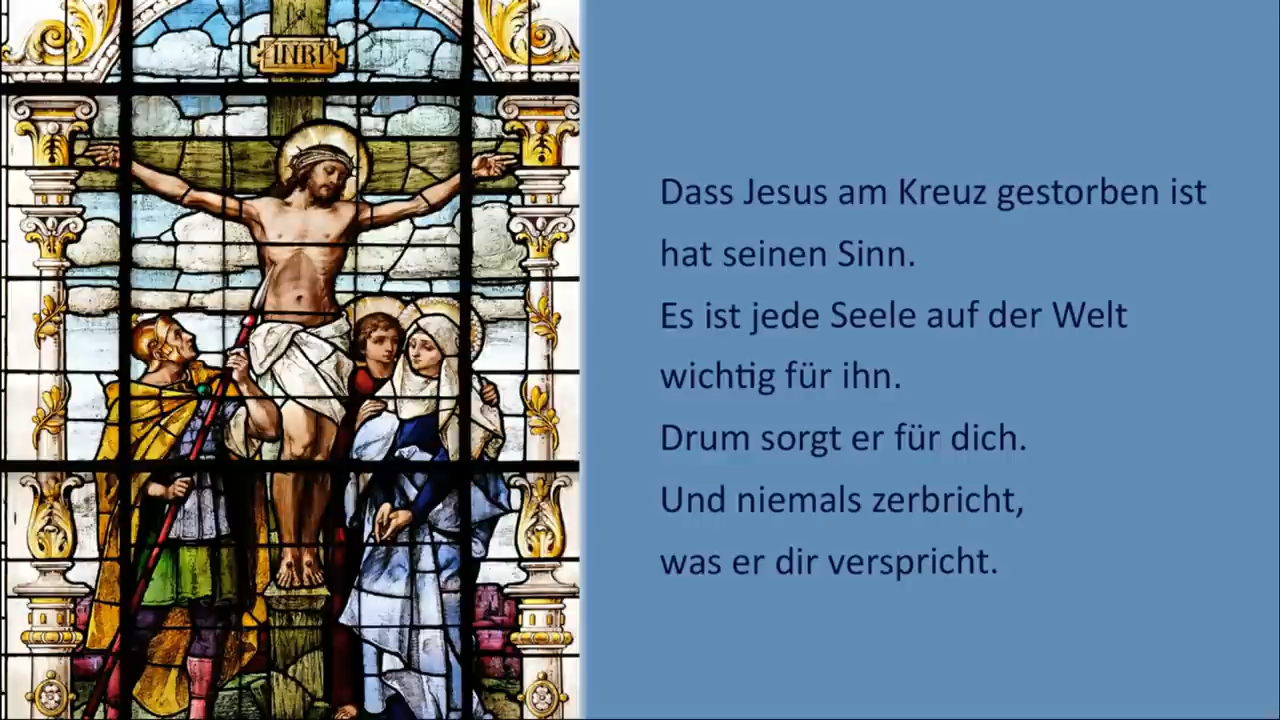 INRI
Dass Jesus am Kreuz gestorben ist
hat seinen Sinn.
Es ist jede Seele auf der Welt
wichtig für ihn.
Drum sorgt er für dich.
Und niemals zerbricht,
was er dir verspricht.